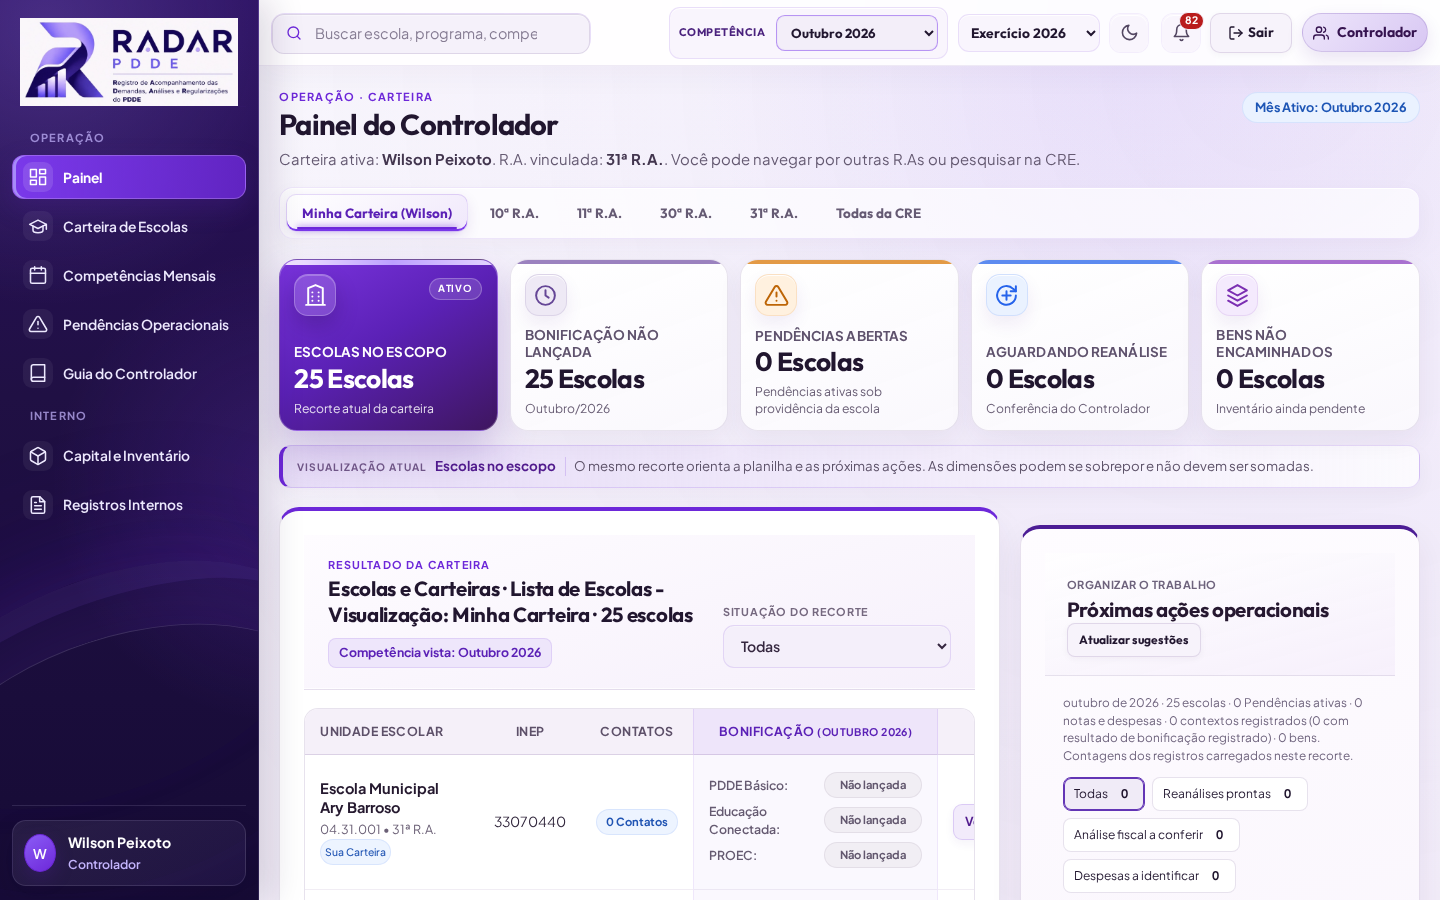 RADAR
PDDE
Registro de Acompanhamento das
Demandas, Análises e Regularizações
do PDDE
Buscar escola, programa, compe
COMPETÊNCIA
Outubro 2026
Exercício 2026
82
Sair
Controlador
OPERAÇÃO
Painel
Carteira de Escolas
Competências Mensais
Pendências Operacionais
Guia do Controlador
INTERNO
Capital e Inventário
Registros Internos
W
Wilson Peixoto
Controlador
OPERAÇÃO · CARTEIRA
Painel do Controlador
Mês Ativo: Outubro 2026
Carteira ativa: Wilson Peixoto. R.A. vinculada: 31ª R.A.. Você pode navegar por outras R.As ou pesquisar na CRE.
Minha Carteira (Wilson)
10ª R.A.
11ª R.A.
30ª R.A.
31ª R.A.
Todas da CRE
ATIVO
ESCOLAS NO ESCOPO
25 Escolas
Recorte atual da carteira
BONIFICAÇÃO NÃO
LANÇADA
25 Escolas
Outubro/2026
PENDÊNCIAS ABERTAS
0 Escolas
Pendências ativas sob
providência da escola
AGUARDANDO REANÁLISE
0 Escolas
Conferência do Controlador
BENS NÃO
ENCAMINHADOS
0 Escolas
Inventário ainda pendente
VISUALIZAÇÃO ATUAL Escolas no escopo O mesmo recorte orienta a planilha e as próximas ações. As dimensões podem se sobrepor e não devem ser somadas.
RESULTADO DA CARTEIRA
Escolas e Carteiras · Lista de Escolas -
Visualização: Minha Carteira · 25 escolas
Competência vista: Outubro 2026
SITUAÇÃO DO RECORTE
Todas
UNIDADE ESCOLAR
INEP
CONTATOS
BONIFICAÇÃO (OUTUBRO 2026)
Escola Municipal
Ary Barroso
04.31.001 • 31ª R.A.
Sua Carteira
33070440
0 Contatos
PDDE Básico:
Não lançada
Educação
Conectada:
Não lançada
PROEC:
Não lançada
ORGANIZAR O TRABALHO
Próximas ações operacionais
Atualizar sugestões
outubro de 2026 · 25 escolas · 0 Pendências ativas · 0
notas e despesas · 0 contextos registrados (0 com
resultado de bonificação registrado) · 0 bens.
Contagens dos registros carregados neste recorte.
Todas 0
Reanálises prontas 0
Análise fiscal a conferir 0
Despesas a identificar 0